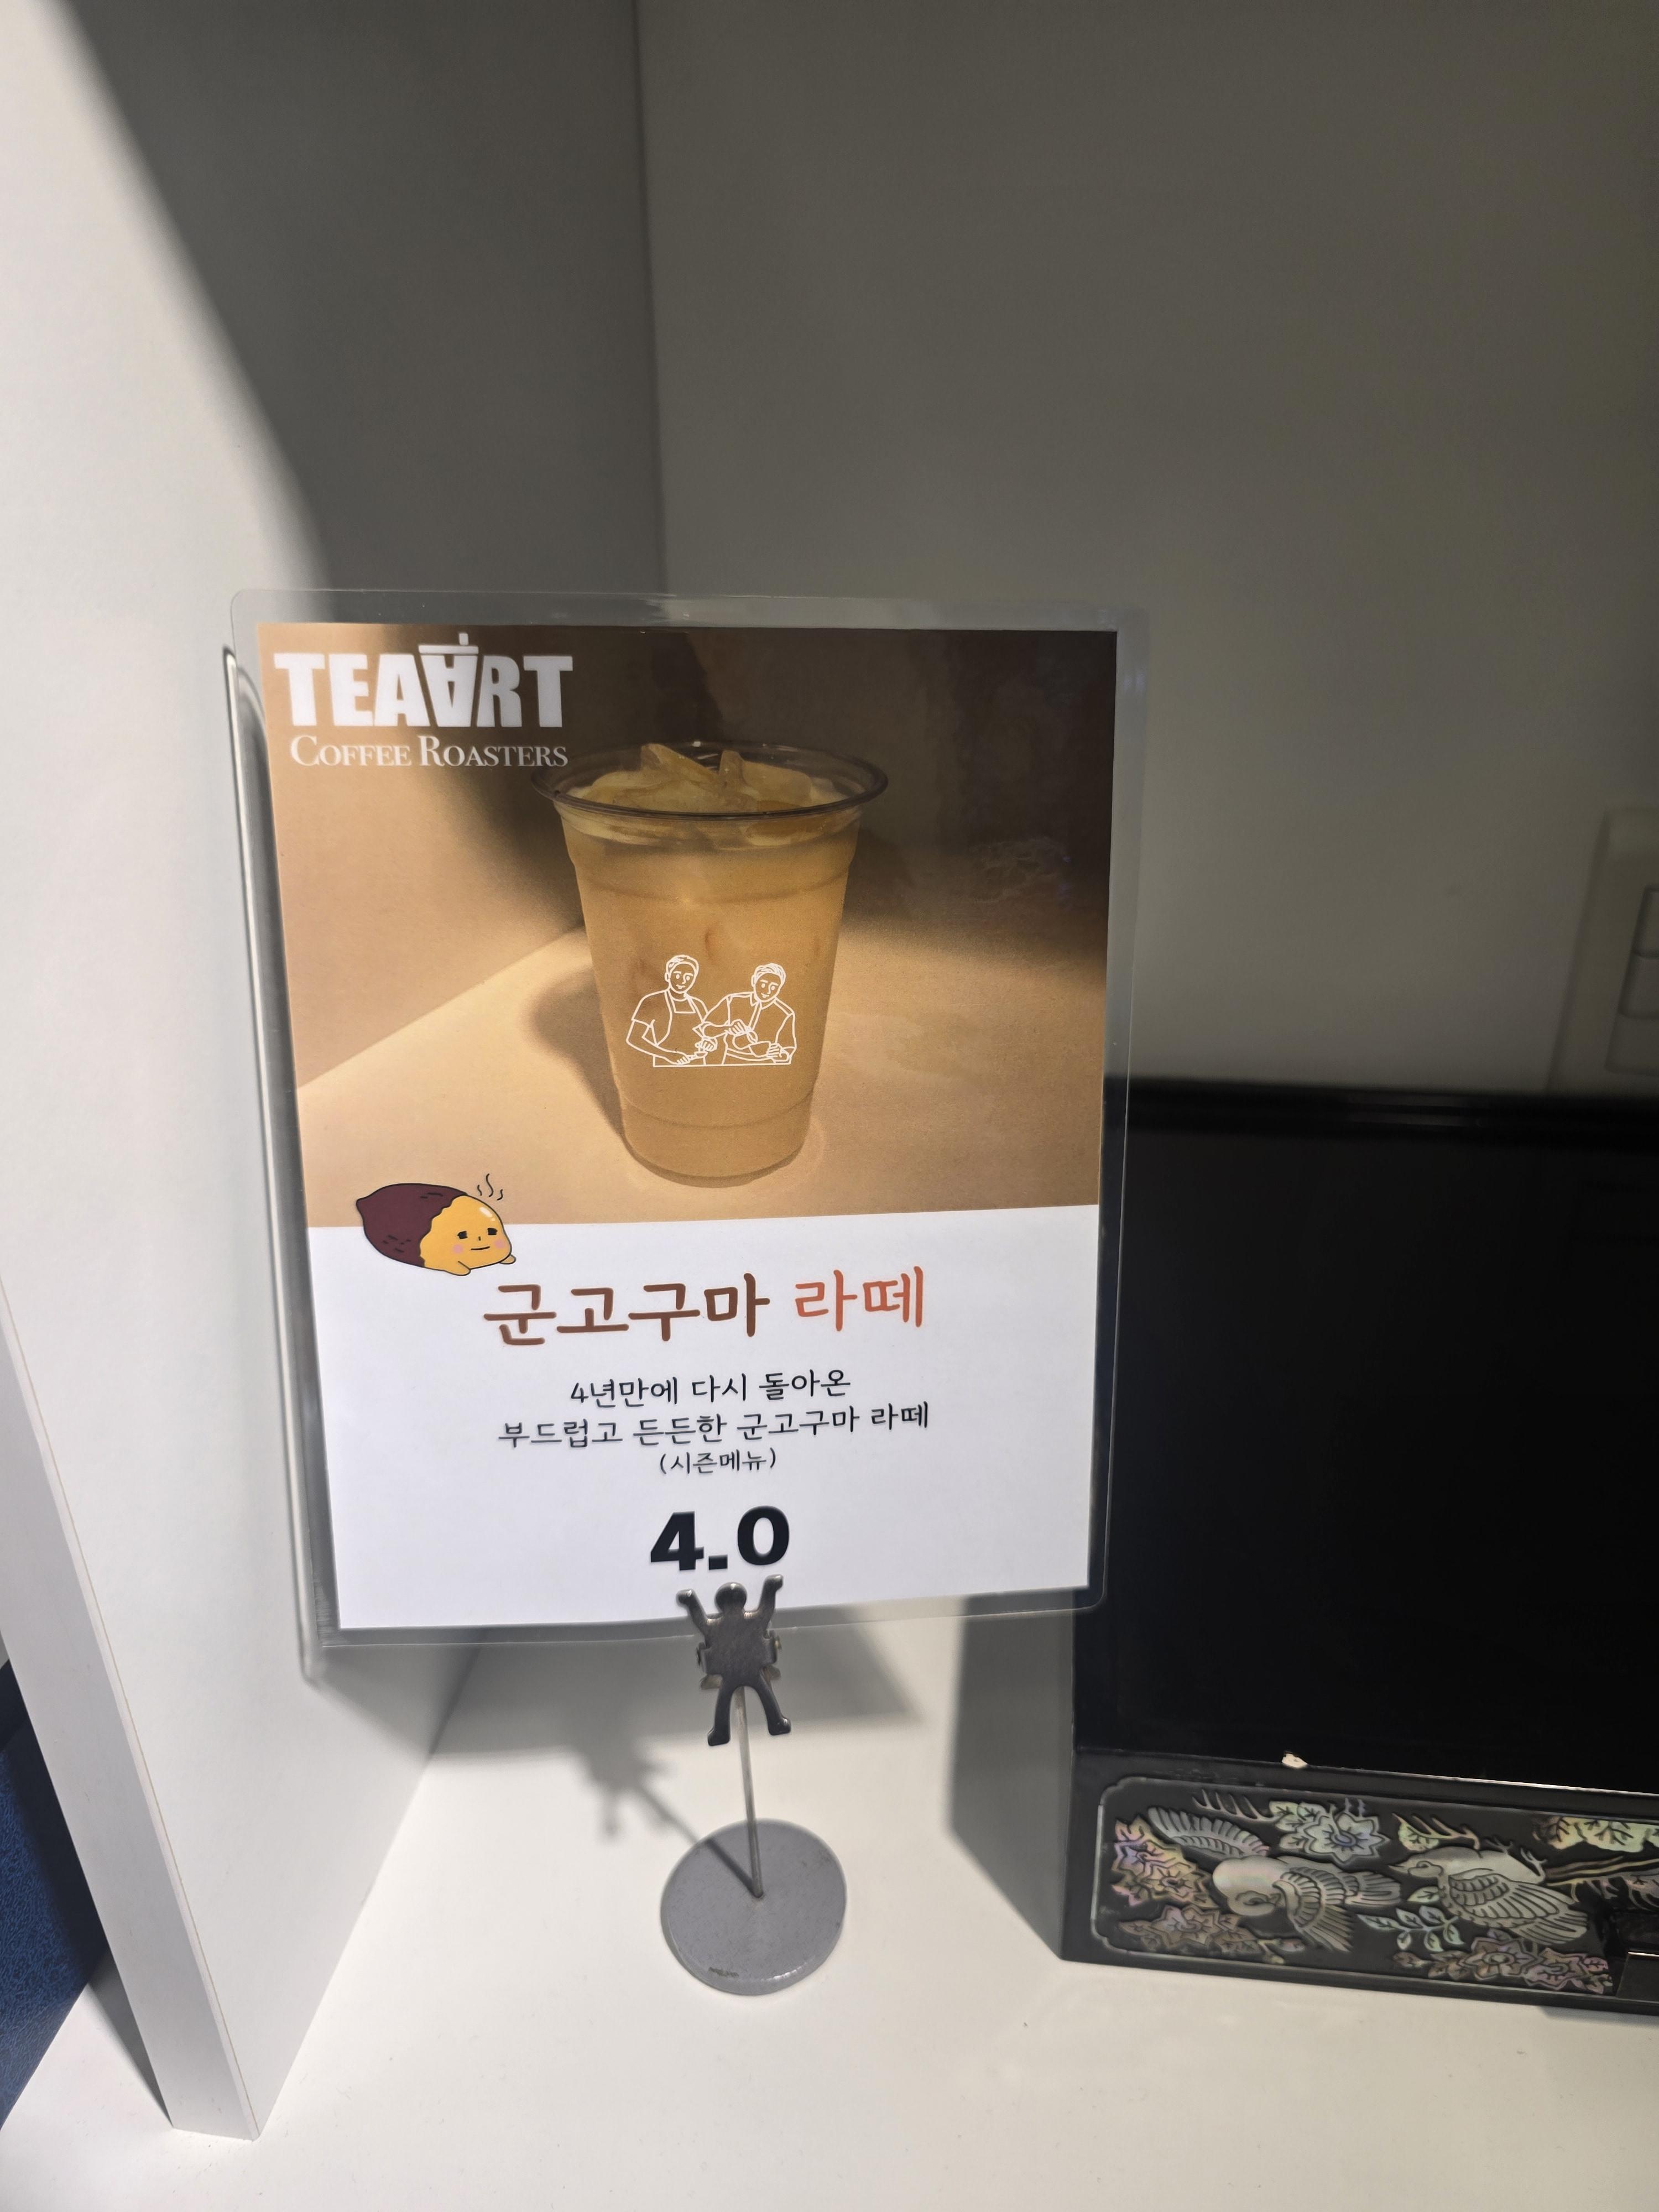 TEAART
COFFEE ROASTERS
군고구마 라떼
4년만에 다시 돌아온
부드럽고 든든한 군고구마 라떼
(시즌메뉴)
4.0